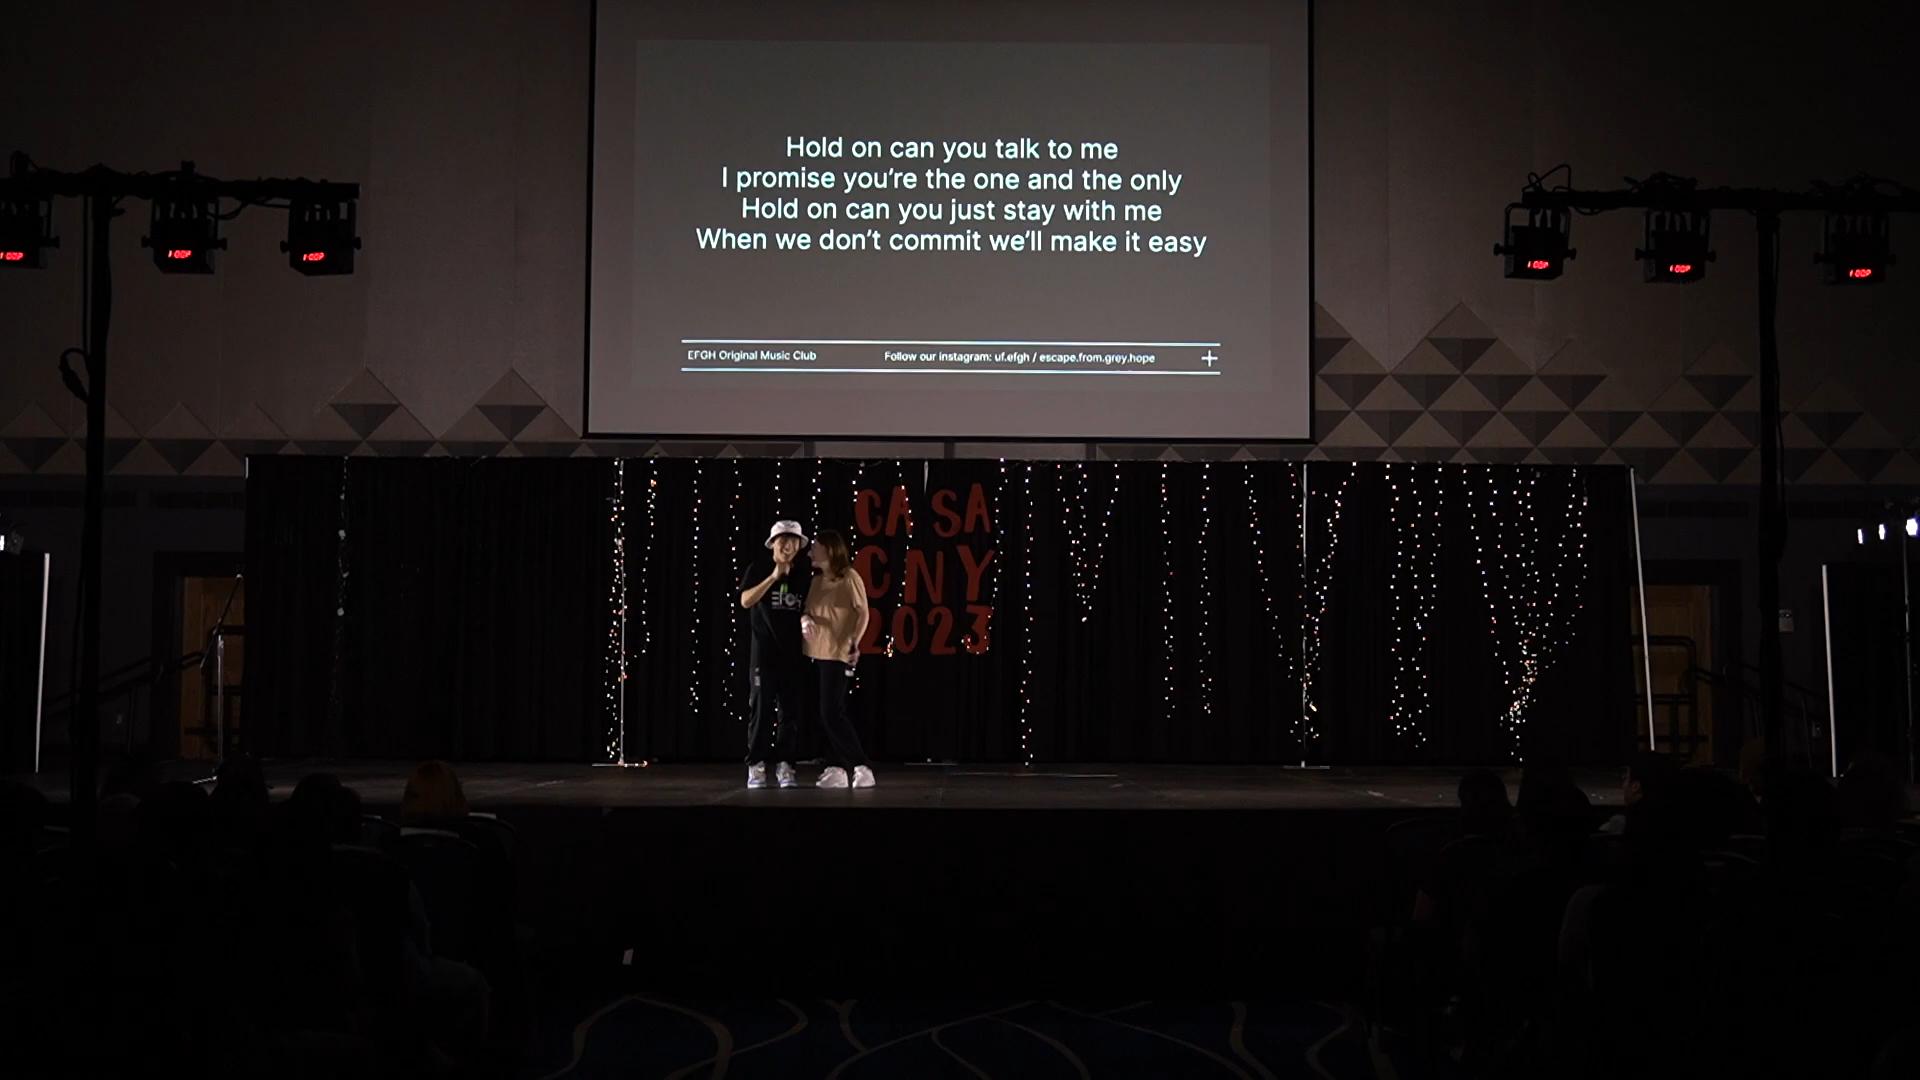 Hold on can you talk to me
I promise you're the one and the only
Hold on can you just stay with me
When we don't commit we'll make it easy
EFGH Original Music Club
Follow our instagram: uf.efgh / escape.from.grey.hope
CASA
CNY
2023